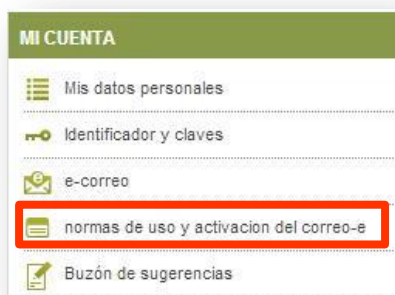 MI CUENTA
Mis datos personales
Identificador y claves
e-correo
normas de uso y activacion del correo-e
Buzón de sugerencias